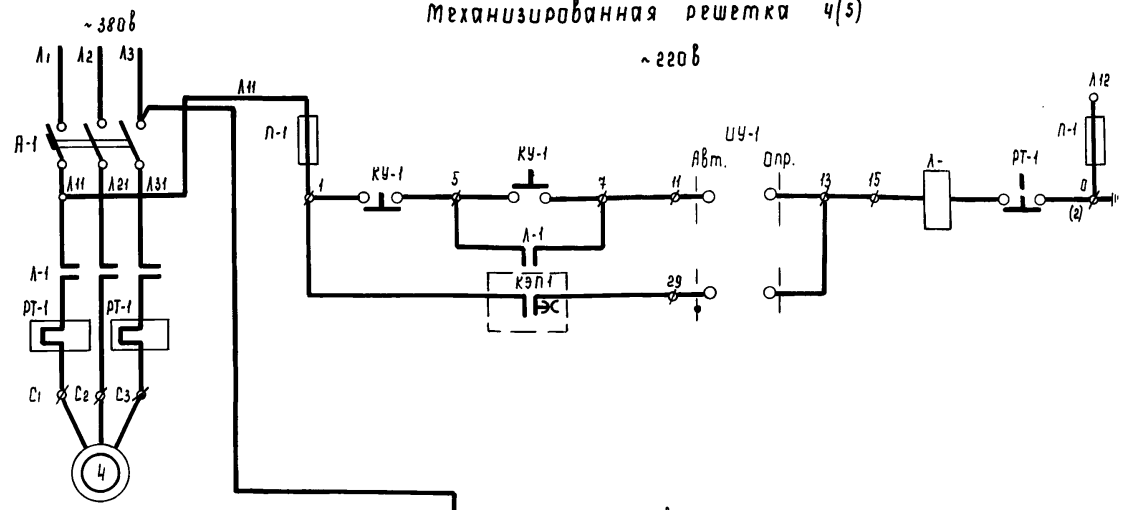 Механизированная решетка 4(5)
~380в
~220в
Л1 Л2 Л3
Л11
Л12
А-1
П-1
КУ-1
КУ-1
Авт. ЦУ-1 Опр.
Л-
РТ-1
П-1
Л11 Л21 Л31
1 5 7 11 13 15 0
(2)
Л-1
Л-1
КЭП1
29
РТ-1 РТ-1
С1 С2 С3
4